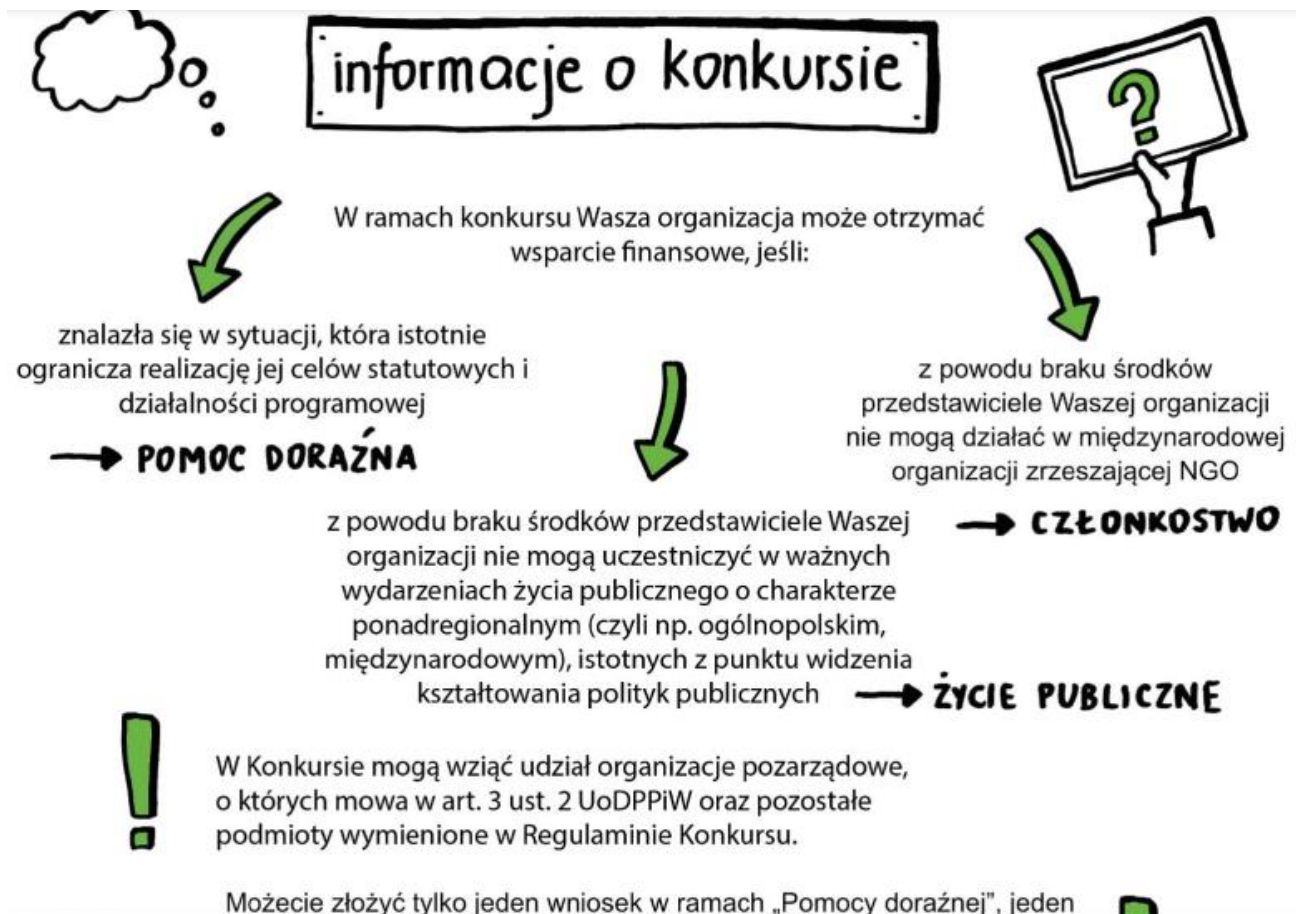 informacje o konkursie
?
W ramach konkursu Wasza organizacja może otrzymać
wsparcie finansowe, jeśli:
znalazła się w sytuacji, która istotnie
ogranicza realizację jej celów statutowych i
działalności programowej
POMOC DORAŹNA
z powodu braku środków
przedstawiciele Waszej organizacji
nie mogą działać w międzynarodowej
organizacji zrzeszającej NGO
CZŁONKOSTWO
z powodu braku środków przedstawiciele Waszej
organizacji nie mogą uczestniczyć w ważnych
wydarzeniach życia publicznego o charakterze
ponadregionalnym (czyli np. ogólnopolskim,
międzynarodowym), istotnych z punktu widzenia
kształtowania polityk publicznych
ŻYCIE PUBLICZNE
!
W Konkursie mogą wziąć udział organizacje pozarządowe,
o których mowa w art. 3 ust. 2 UoDPPiW oraz pozostałe
podmioty wymienione w Regulaminie Konkursu.
Możecie złożyć tylko jeden wniosek w ramach „Pomocy doraźnej”, jeden